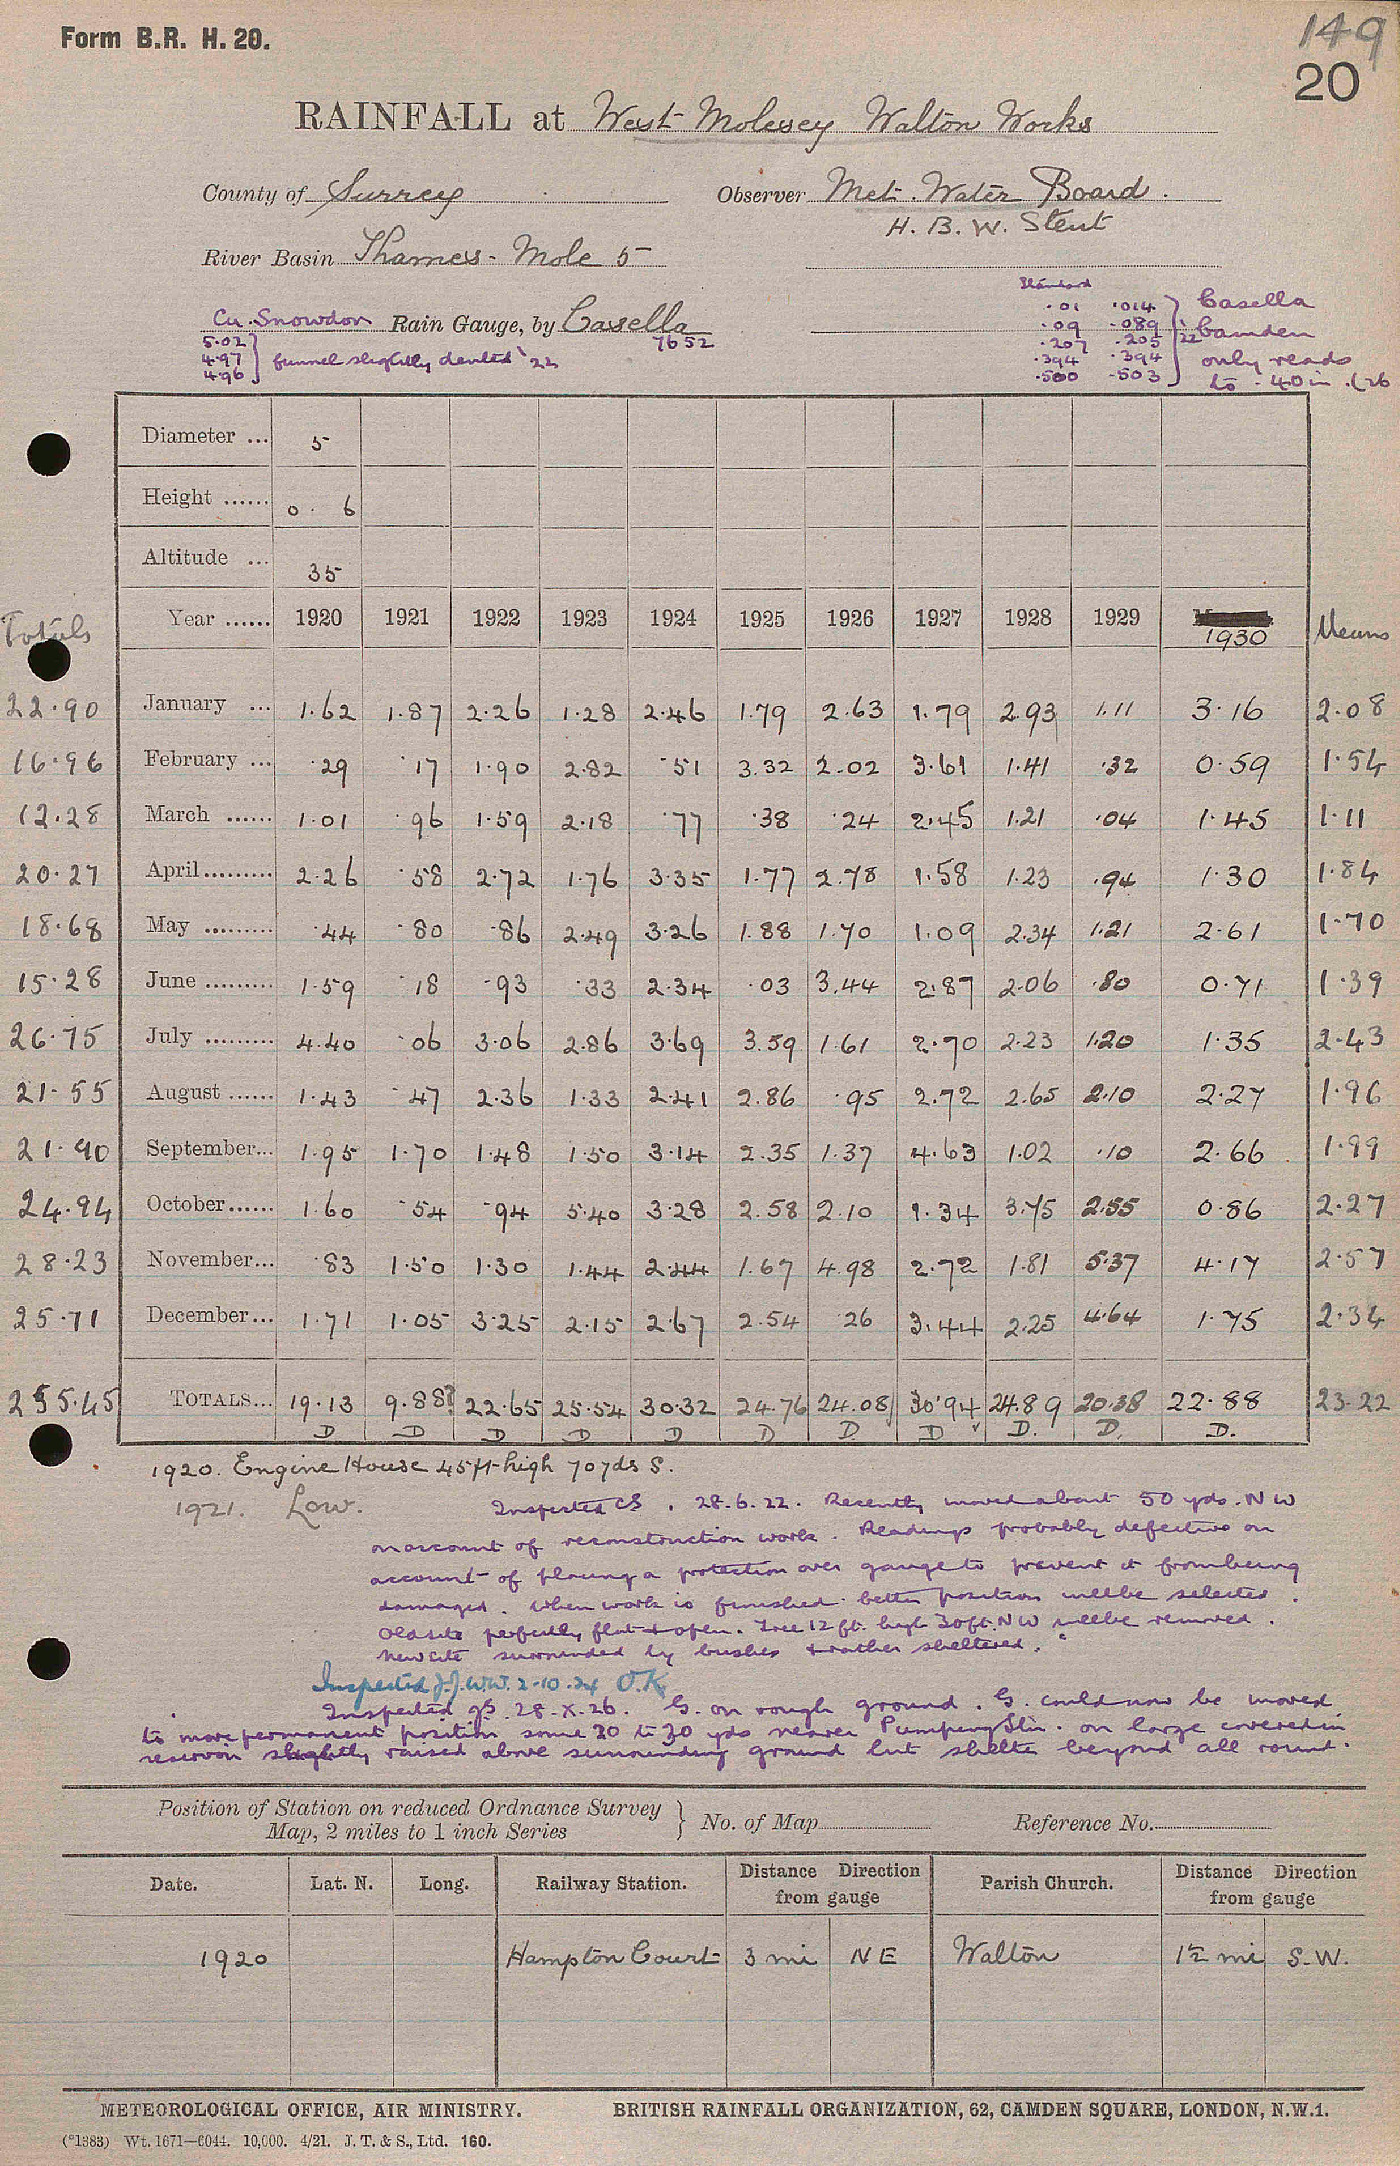 Form B.R. H. 20.
149
20
RAINFALL at West Molesey Walton Works
County of Surrey Observer Met. Water Board.
H. B. W. Stent
River Basin Thames - Mole 5
Cu. Snowdon Rain Gauge, by Casella
7652
5.02
4.97 } funnel slightly dented '22
4.96
Standard
.01 .014
.09 .089
.207 .205
.394 .394
.500 .503
} '22
Casella
Camden
only reads
to .40 in. ('26
Diameter ... 5
Height ...... 0. 6
Altitude ... 35
Totals Year ...... 1920 1921 1922 1923 1924 1925 1926 1927 1928 1929 1930 Means
22.90 January ... 1.62 1.87 2.26 1.28 2.46 1.79 2.63 1.79 2.93 1.11 3.16 2.08
16.96 February ... .29 .17 1.90 2.82 .51 3.32 2.02 3.61 1.41 .32 0.59 1.54
12.28 March ...... 1.01 .96 1.59 2.18 .77 .38 .24 2.45 1.21 .04 1.45 1.11
20.27 April ......... 2.26 .58 2.72 1.76 3.35 1.77 2.78 1.58 1.23 .94 1.30 1.84
18.68 May ......... .44 .80 .86 2.49 3.26 1.88 1.70 1.09 2.34 1.21 2.61 1.70
15.28 June ......... 1.59 .18 .93 .33 2.34 .03 3.44 2.87 2.06 .80 0.71 1.39
26.75 July ......... 4.40 .06 3.06 2.86 3.69 3.59 1.61 2.70 2.23 1.20 1.35 2.43
21.55 August ...... 1.43 .47 2.36 1.33 2.41 2.86 .95 2.72 2.65 2.10 2.27 1.96
21.90 September... 1.95 1.70 1.48 1.50 3.14 2.35 1.37 4.63 1.02 .10 2.66 1.99
24.94 October...... 1.60 .54 .94 5.40 3.28 2.58 2.10 1.34 3.75 2.55 0.86 2.27
28.23 November... .83 1.50 1.30 1.44 2.44 1.67 4.98 2.72 1.81 5.37 4.17 2.57
25.71 December... 1.71 1.05 3.25 2.15 2.67 2.54 .26 3.44 2.25 4.64 1.75 2.34
255.45 TOTALS... 19.13 9.88? 22.65 25.54 30.32 24.76 24.08 30.94 24.89 20.38 22.88 23.22
D D D D D D D D D. D. D.
1920. Engine House 45ft high 70yds S.
1921. Low.
Inspected CS. 28.6.22. Recently moved about 50 yds. NW
on account of reconstruction work. Readings probably defective on
account of placing a protection over gauge to prevent it from being
damaged. When work is finished better position will be selected.
Old site perfectly flat & open. Tree 12 ft. high 30ft. NW will be removed.
New site surrounded by bushes & rather sheltered.
Inspected J.J.W.W. 2-10-24 O.K.
Inspected 28-X-26. G. on rough ground. G. could now be moved
to more permanent position some 20 to 30 yds nearer Pumping Stn. on large covered in
reservoir slightly raised above surrounding ground but shelter beyond all round.
Position of Station on reduced Ordnance Survey
Map, 2 miles to 1 inch Series } No. of Map Reference No.
Date. Lat. N. Long. Railway Station. Distance Direction from gauge Parish Church. Distance Direction from gauge
1920 Hampton Court 3 mi NE Walton 1½ mi S.W.
METEOROLOGICAL OFFICE, AIR MINISTRY. BRITISH RAINFALL ORGANIZATION, 62, CAMDEN SQUARE, LONDON, N.W.1.
(*1383) Wt. 1671—6044. 10,000. 4/21. J. T. & S., Ltd. 160.